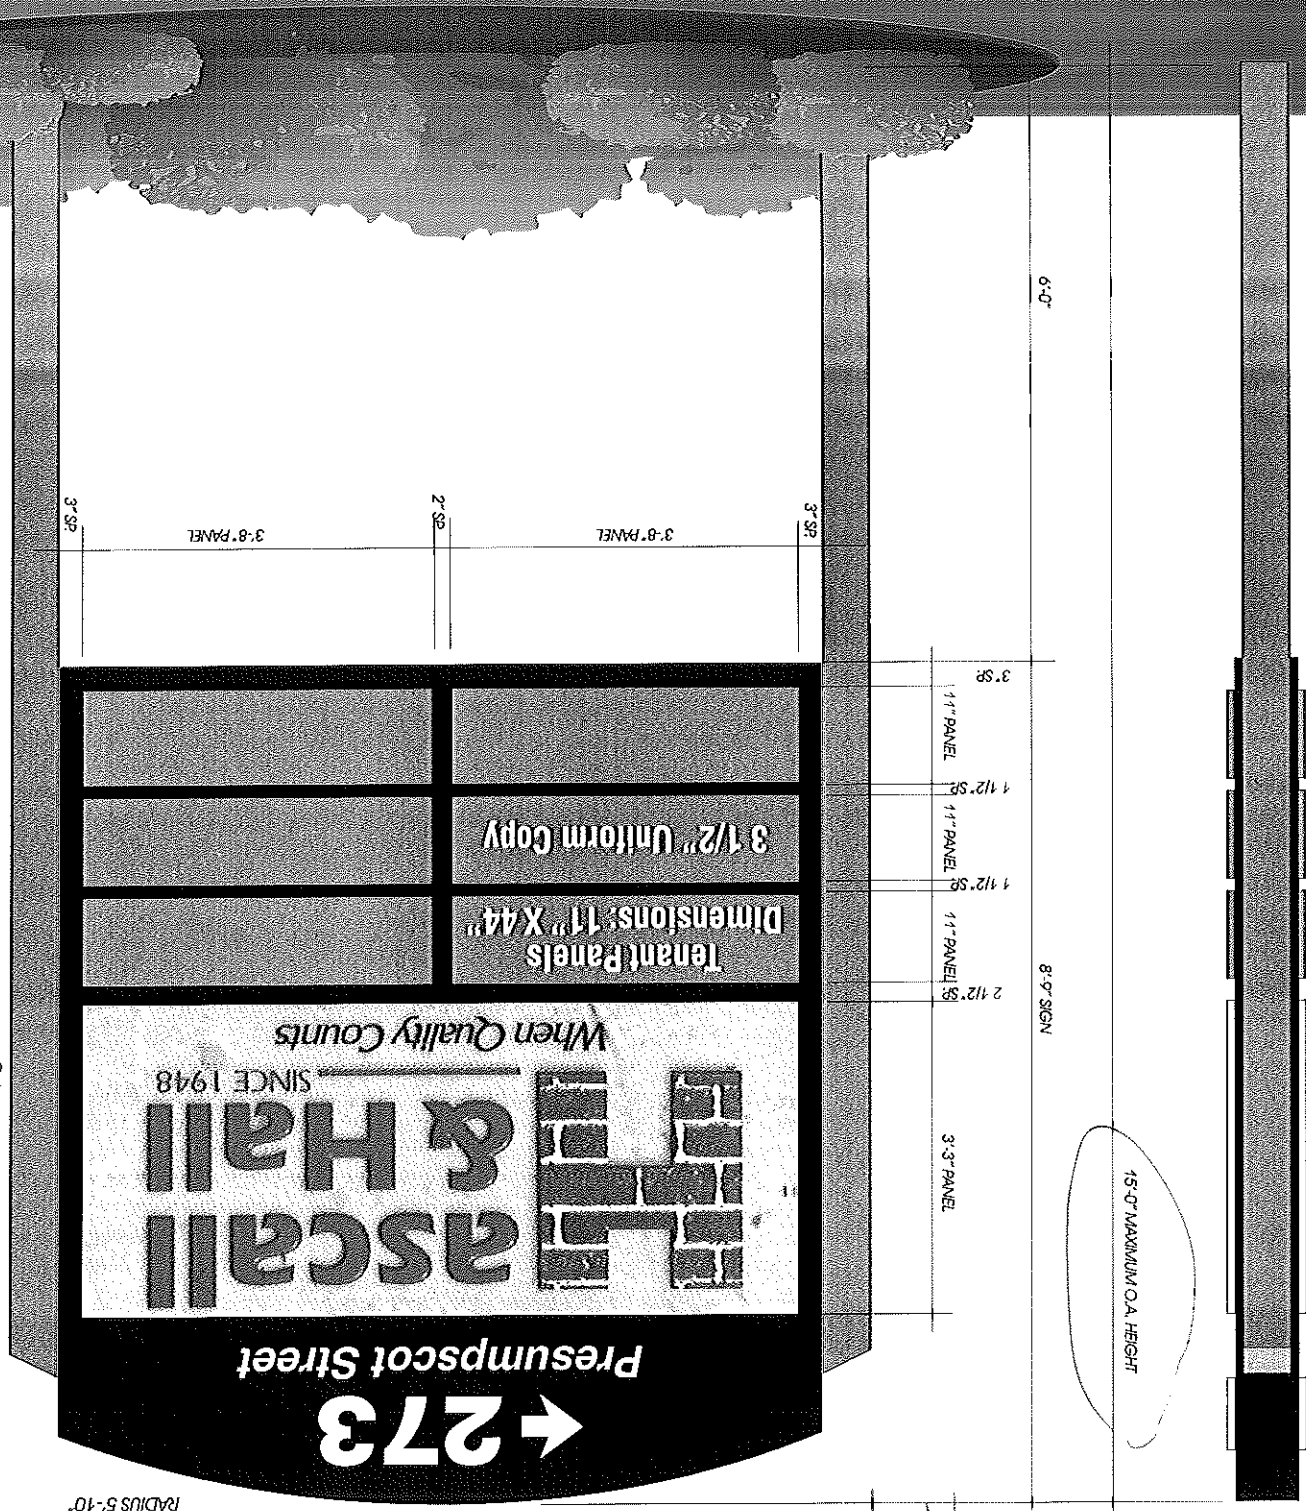 RADIUS 5'-10"
←273
Presumpscot Street
Hascall
& Hall
SINCE 1948
When Quality Counts
Tenant Panels
Dimensions: 11" X 44"
3 1/2" Uniform Copy
15'-0" MAXIMUM O.A. HEIGHT
8'-9" SIGN
6'-0"
3'-3" PANEL
2 1/2" SP.
11" PANEL
1 1/2" SP.
11" PANEL
1 1/2" SP.
11" PANEL
3" SP.
3" SP.
3'-8" PANEL
2" SP.
3'-8" PANEL
3" SP.